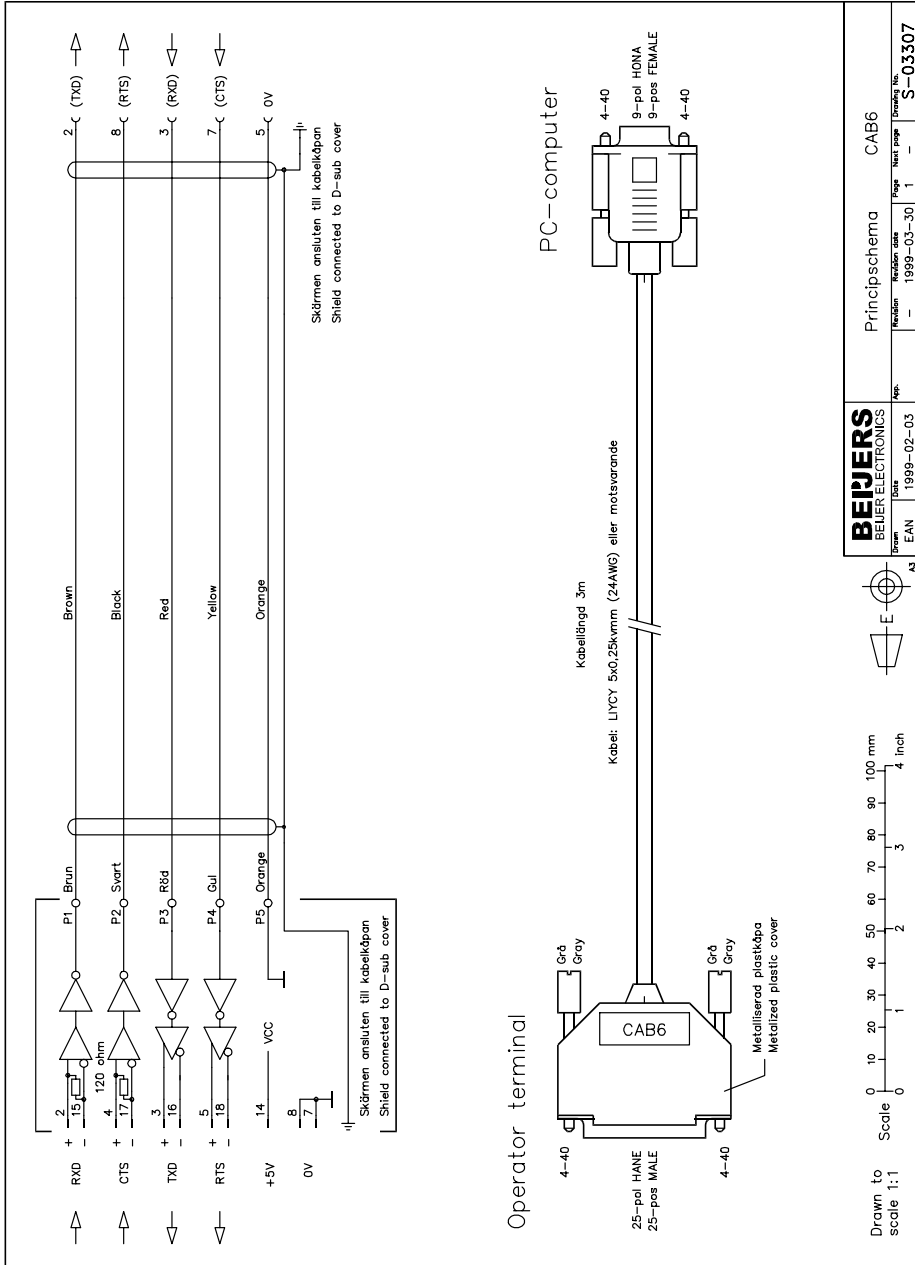 RXD + 2 P1 Brun Brown 2 (TXD)
- 15
120 ohm
CTS + 4 P2 Svart Black 8 (RTS)
- 17
TXD + 3 P3 Röd Red 3 (RXD)
- 16
RTS + 5 P4 Gul Yellow 7 (CTS)
- 18
+5V 14 VCC P5 Orange Orange 5 0V
0V 8
7
Skärmen ansluten till kabelkåpan
Shield connected to D-sub cover
Skärmen ansluten till kabelkåpan
Shield connected to D-sub cover
Operator terminal
PC-computer
4-40
25-pol HANE
25-pos MALE
4-40
CAB6
Grå
Gray
Grå
Gray
Metalliserad plastkåpa
Metalized plastic cover
Kabellängd 3m
Kabel: LIYCY 5x0,25kvmm (24AWG) eller motsvarande
4-40
9-pol HONA
9-pos FEMALE
4-40
Drawn to
scale 1:1
Scale
0 10 20 30 40 50 60 70 80 90 100 mm
0 1 2 3 4 inch
E
A3
BEIJERS
BEIJER ELECTRONICS
Principschema CAB6
Drawn EAN
Date 1999-02-03
App.
Revision -
Revision date 1999-03-30
Page 1
Next page -
Drawing No. S-03307